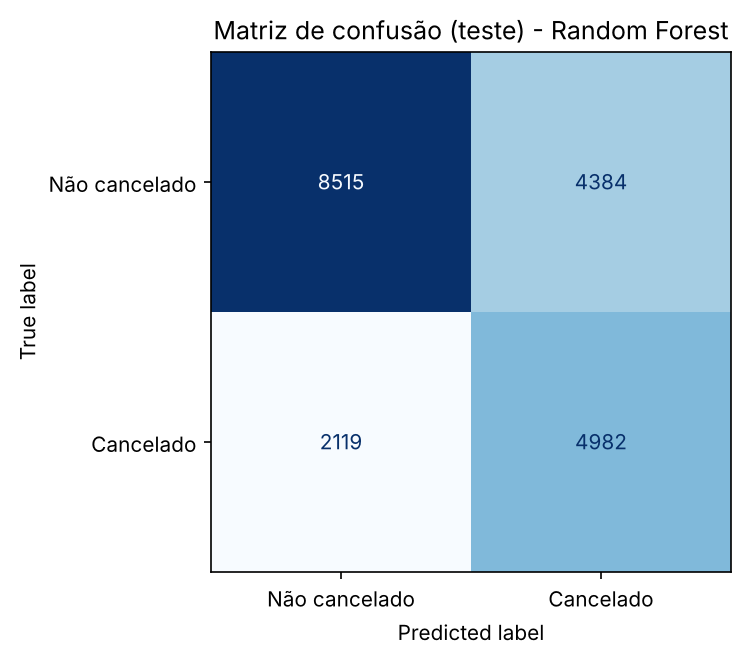 Matriz de confusão (teste) - Random Forest
Não cancelado
8515
4384
True label
Cancelado
2119
4982
Não cancelado
Cancelado
Predicted label